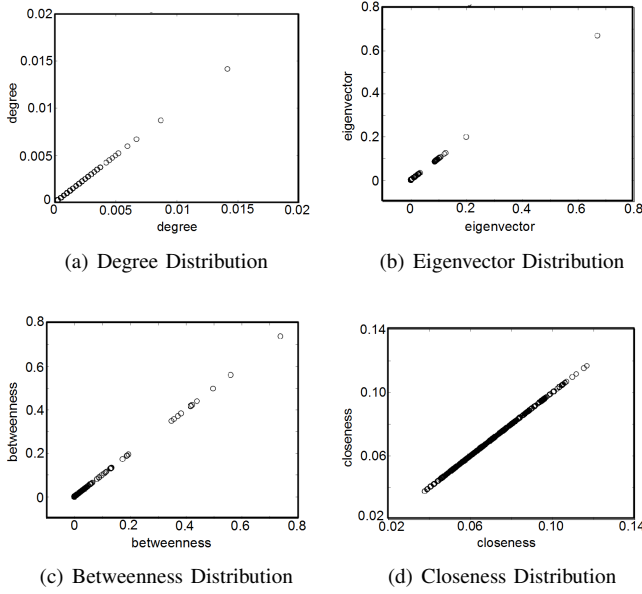 0.02
0.015
0.010
0.005
0
degree
0 0.005 0.01 0.015 0.02
degree
(a) Degree Distribution
0.8
0.6
0.4
0.2
0
eigenvector
0 0.2 0.4 0.6 0.8
eigenvector
(b) Eigenvector Distribution
0.8
0.6
0.4
0.2
0
betweenness
0 0.2 0.4 0.6 0.8
betweenness
(c) Betweenness Distribution
0.14
0.10
0.06
0.02
closeness
0.02 0.06 0.10 0.14
closeness
(d) Closeness Distribution